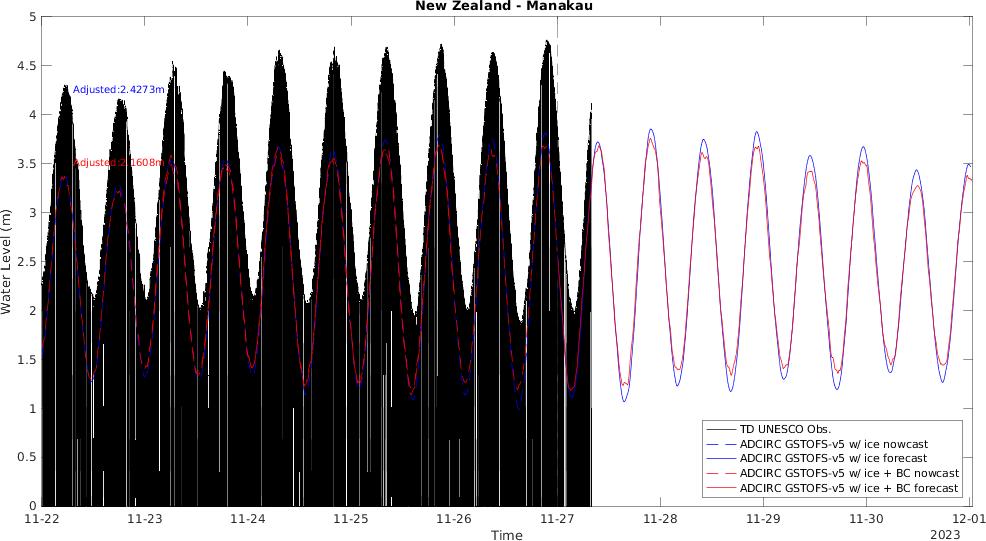 New Zealand - Manakau
5
4.5
4
3.5
3
2.5
2
1.5
1
0.5
0
Water Level (m)
Adjusted:2.4273m
Adjusted:2.1608m
TD UNESCO Obs.
ADCIRC GSTOFS-v5 w/ ice nowcast
ADCIRC GSTOFS-v5 w/ ice forecast
ADCIRC GSTOFS-v5 w/ ice + BC nowcast
ADCIRC GSTOFS-v5 w/ ice + BC forecast
11-22 11-23 11-24 11-25 11-26 11-27 11-28 11-29 11-30 12-01
Time
2023